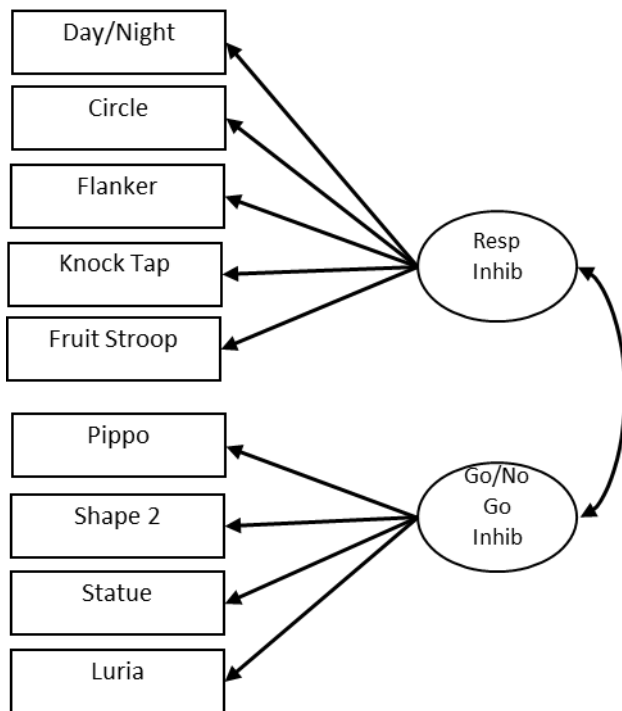 Day/Night
Circle
Flanker
Knock Tap
Fruit Stroop
Resp
Inhib
Pippo
Shape 2
Statue
Luria
Go/No
Go
Inhib